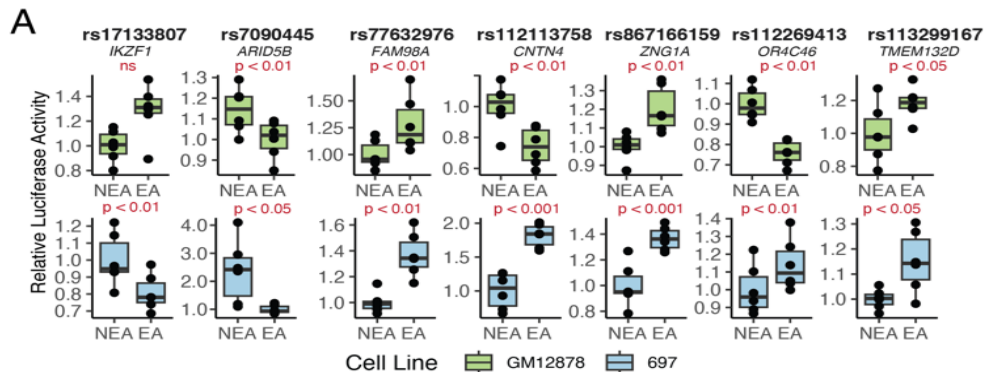 A
rs17133807 rs7090445 rs77632976 rs112113758 rs867166159 rs112269413 rs113299167
IKZF1 ARID5B FAM98A CNTN4 ZNG1A OR4C46 TMEM132D
ns p < 0.01 p < 0.01 p < 0.01 p < 0.01 p < 0.01 p < 0.05
Relative Luciferase Activity
1.4 1.2 1.0 0.8
1.3 1.2 1.1 1.0 0.9
1.50 1.25 1.00
1.0 0.8 0.6
1.3 1.2 1.1 1.0 0.9
1.1 1.0 0.9 0.8 0.7
1.2 1.0 0.8
NEA EA NEA EA NEA EA NEA EA NEA EA NEA EA NEA EA
p < 0.01 p < 0.05 p < 0.01 p < 0.001 p < 0.001 p < 0.01 p < 0.05
1.2 1.1 1.0 0.9 0.8 0.7
4.0 3.0 2.0 1.0
1.6 1.4 1.2 1.0
2.0 1.5 1.0
1.4 1.2 1.0 0.8
1.4 1.3 1.2 1.1 1.0 0.9
1.3 1.2 1.1 1.0
NEA EA NEA EA NEA EA NEA EA NEA EA NEA EA NEA EA
Cell Line GM12878 697